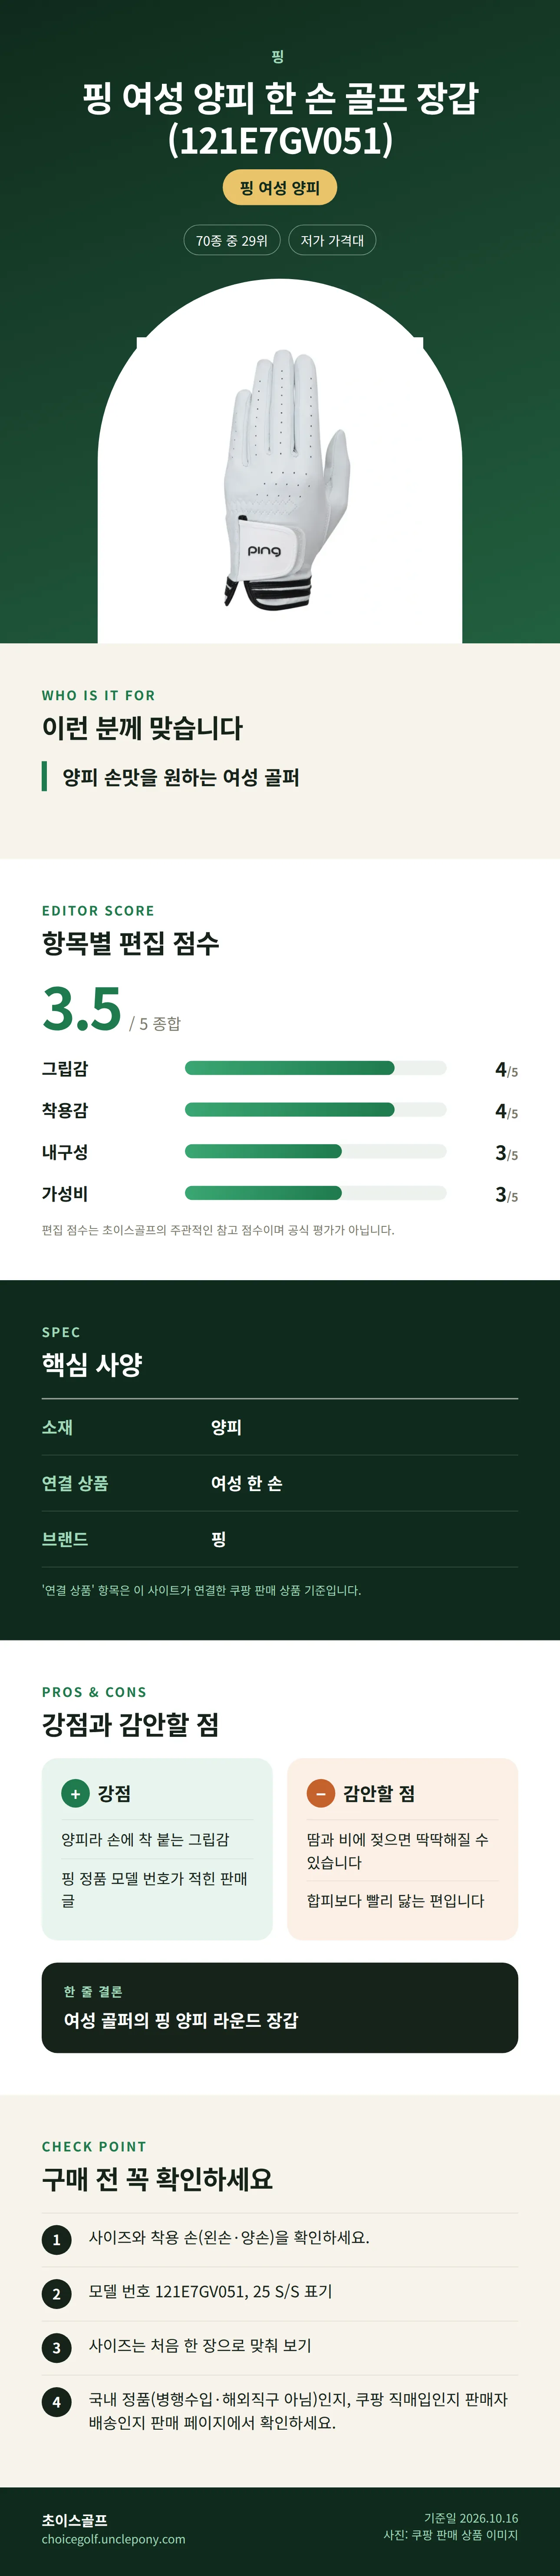 핑
핑 여성 양피 한 손 골프 장갑
(121E7GV051)
핑 여성 양피
70종 중 29위
저가 가격대
ping
WHO IS IT FOR
이런 분께 맞습니다
양피 손맛을 원하는 여성 골퍼
EDITOR SCORE
항목별 편집 점수
3.5 / 5 종합
그립감 4/5
착용감 4/5
내구성 3/5
가성비 3/5
편집 점수는 초이스골프의 주관적인 참고 점수이며 공식 평가가 아닙니다.
SPEC
핵심 사양
소재 양피
연결 상품 여성 한 손
브랜드 핑
'연결 상품' 항목은 이 사이트가 연결한 쿠팡 판매 상품 기준입니다.
PROS & CONS
강점과 감안할 점
+ 강점
양피라 손에 착 붙는 그립감
핑 정품 모델 번호가 적힌 판매
글
− 감안할 점
땀과 비에 젖으면 딱딱해질 수
있습니다
합피보다 빨리 닳는 편입니다
한 줄 결론
여성 골퍼의 핑 양피 라운드 장갑
CHECK POINT
구매 전 꼭 확인하세요
1 사이즈와 착용 손(왼손·양손)을 확인하세요.
2 모델 번호 121E7GV051, 25 S/S 표기
3 사이즈는 처음 한 장으로 맞춰 보기
4 국내 정품(병행수입·해외직구 아님)인지, 쿠팡 직매입인지 판매자
배송인지 판매 페이지에서 확인하세요.
초이스골프
choicegolf.unclepony.com
기준일 2026.10.16
사진: 쿠팡 판매 상품 이미지